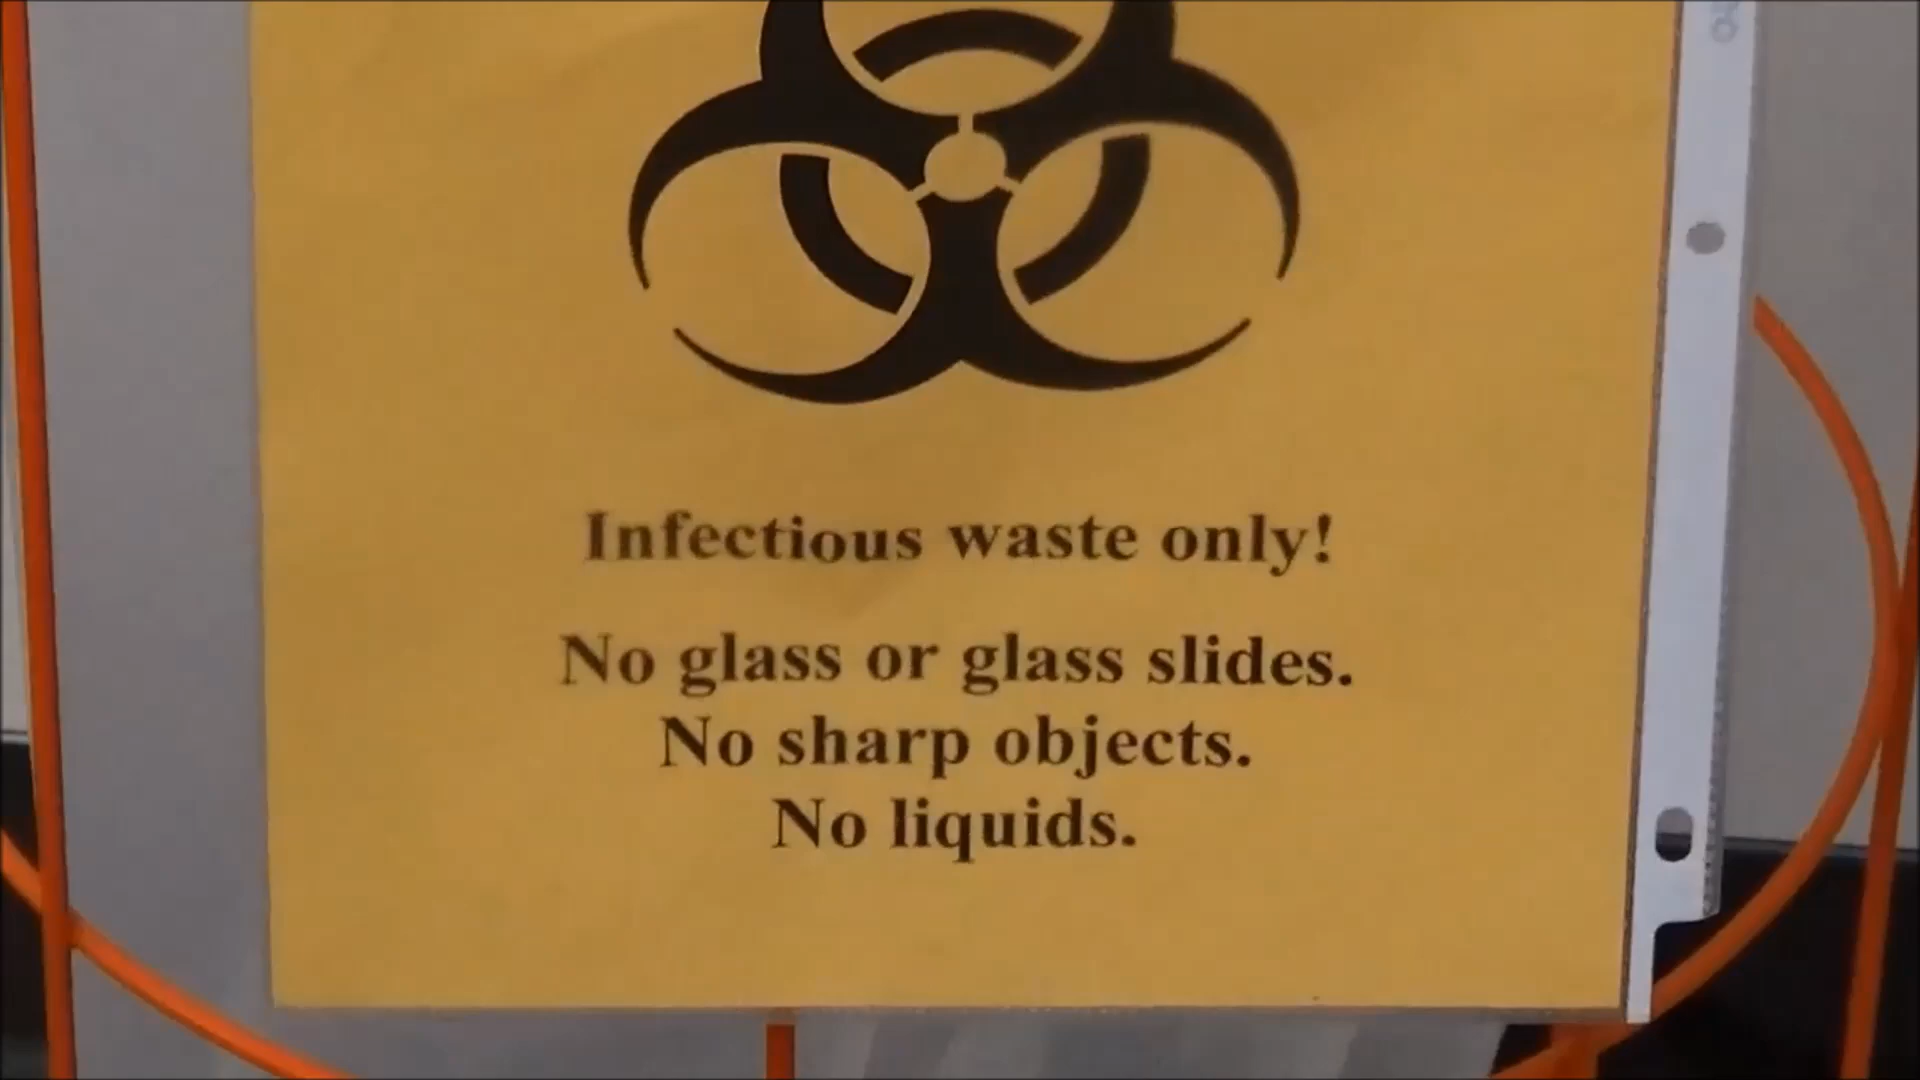 Infectious waste only!
No glass or glass slides.
No sharp objects.
No liquids.